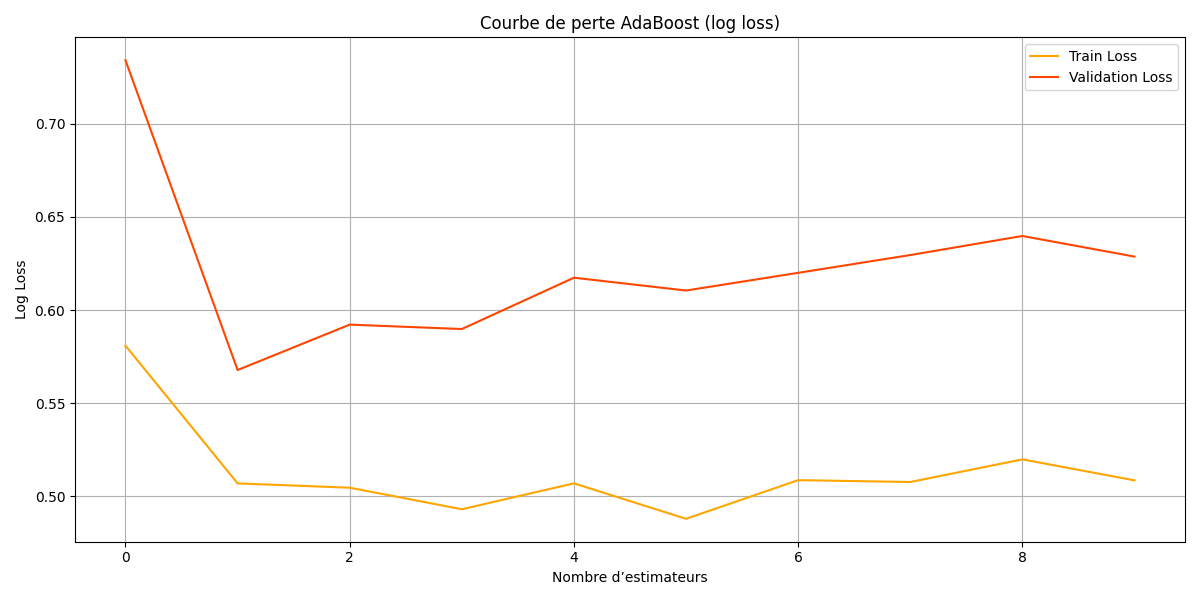 Courbe de perte AdaBoost (log loss)
Train Loss
Validation Loss
Log Loss
0.70
0.65
0.60
0.55
0.50
0 2 4 6 8
Nombre d’estimateurs